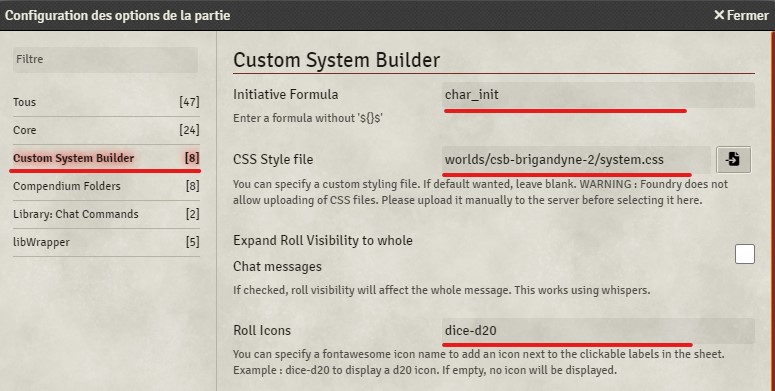 Configuration des options de la partie
Fermer
Filtre
Tous [47]
Core [24]
Custom System Builder [8]
Compendium Folders [8]
Library: Chat Commands [2]
libWrapper [5]
Custom System Builder
Initiative Formula char_init
Enter a formula without '${}$'
CSS Style file worlds/csb-brigandyne-2/system.css
You can specify a custom styling file. If default wanted, leave blank. WARNING : Foundry does not
allow uploading of CSS files. Please upload it manually to the server before selecting it here.
Expand Roll Visibility to whole
Chat messages
If checked, roll visibility will affect the whole message. This works using whispers.
Roll Icons dice-d20
You can specify a fontawesome icon name to add an icon next to the clickable labels in the sheet.
Example : dice-d20 to display a d20 icon. If empty, no icon will be displayed.